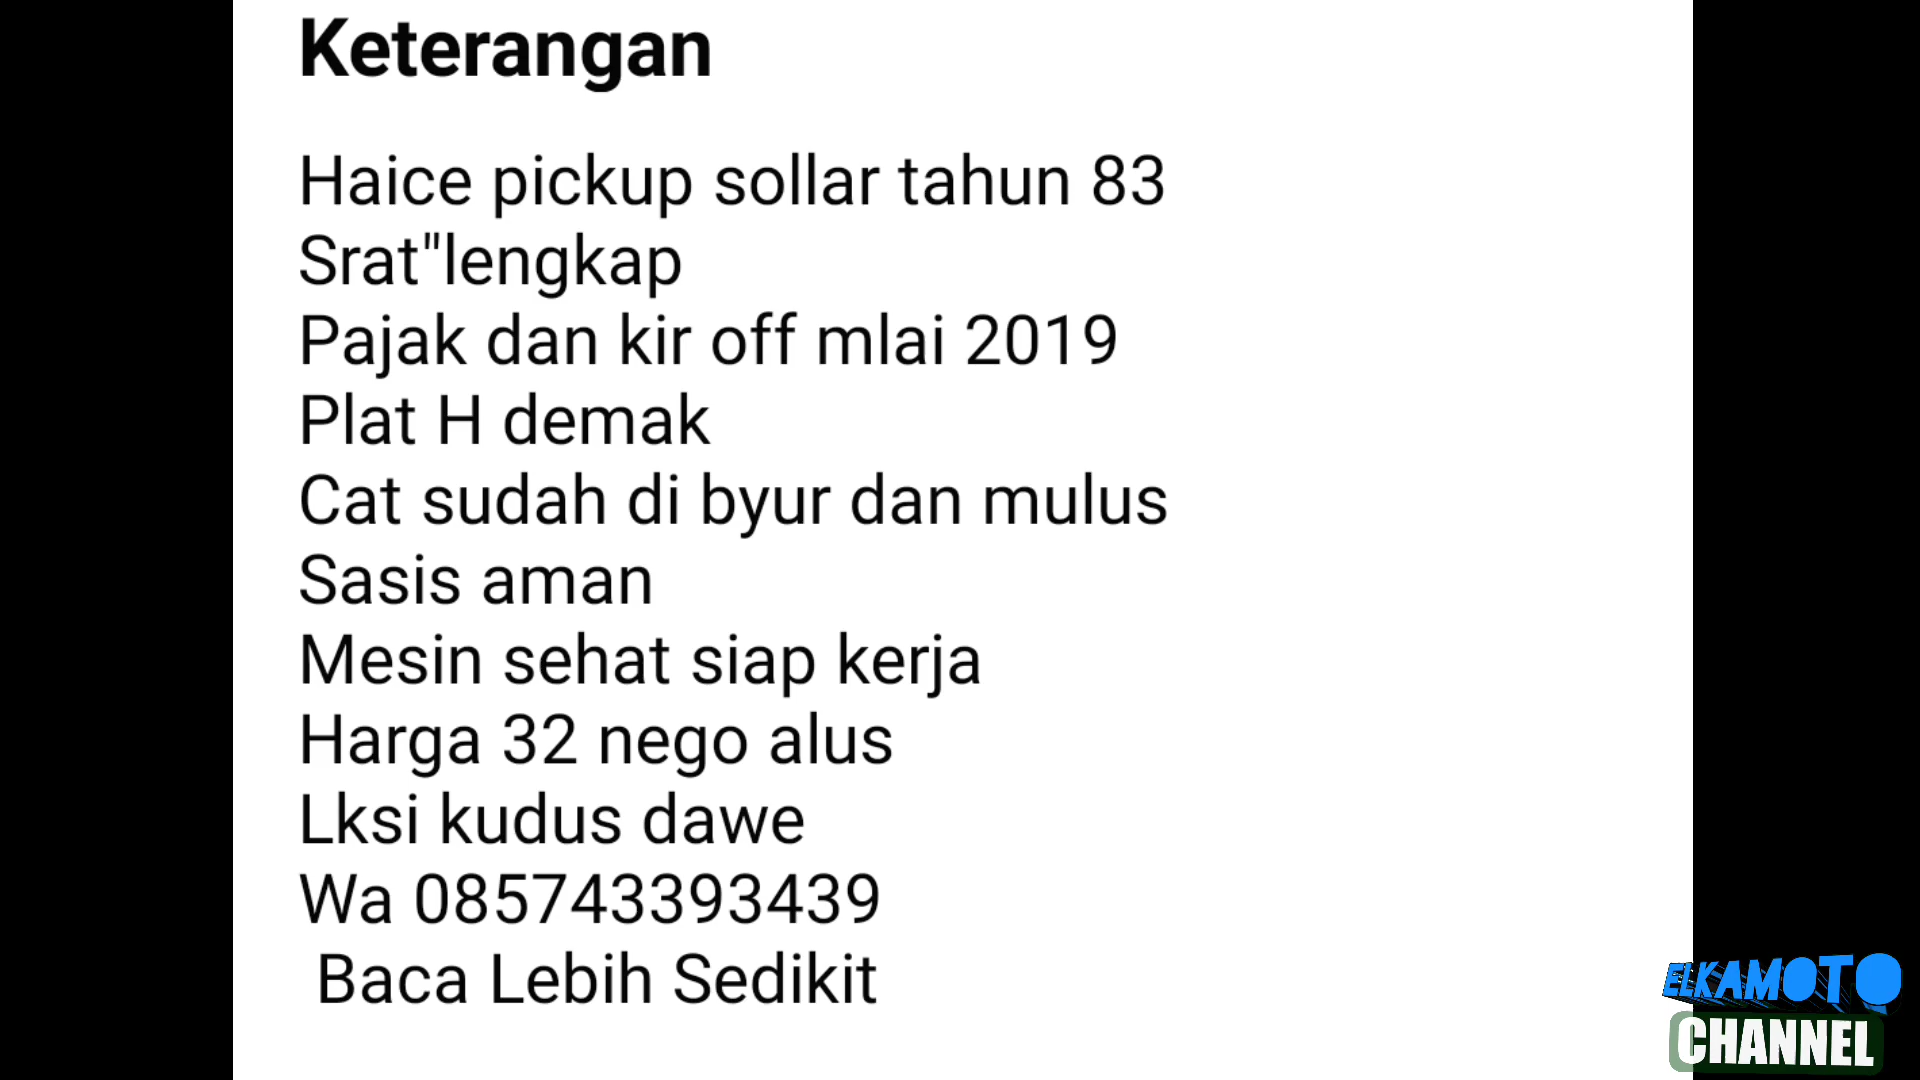 Keterangan
Haice pickup sollar tahun 83
Srat"lengkap
Pajak dan kir off mlai 2019
Plat H demak
Cat sudah di byur dan mulus
Sasis aman
Mesin sehat siap kerja
Harga 32 nego alus
Lksi kudus dawe
Wa 085743393439
Baca Lebih Sedikit
ELKAMOTO
CHANNEL